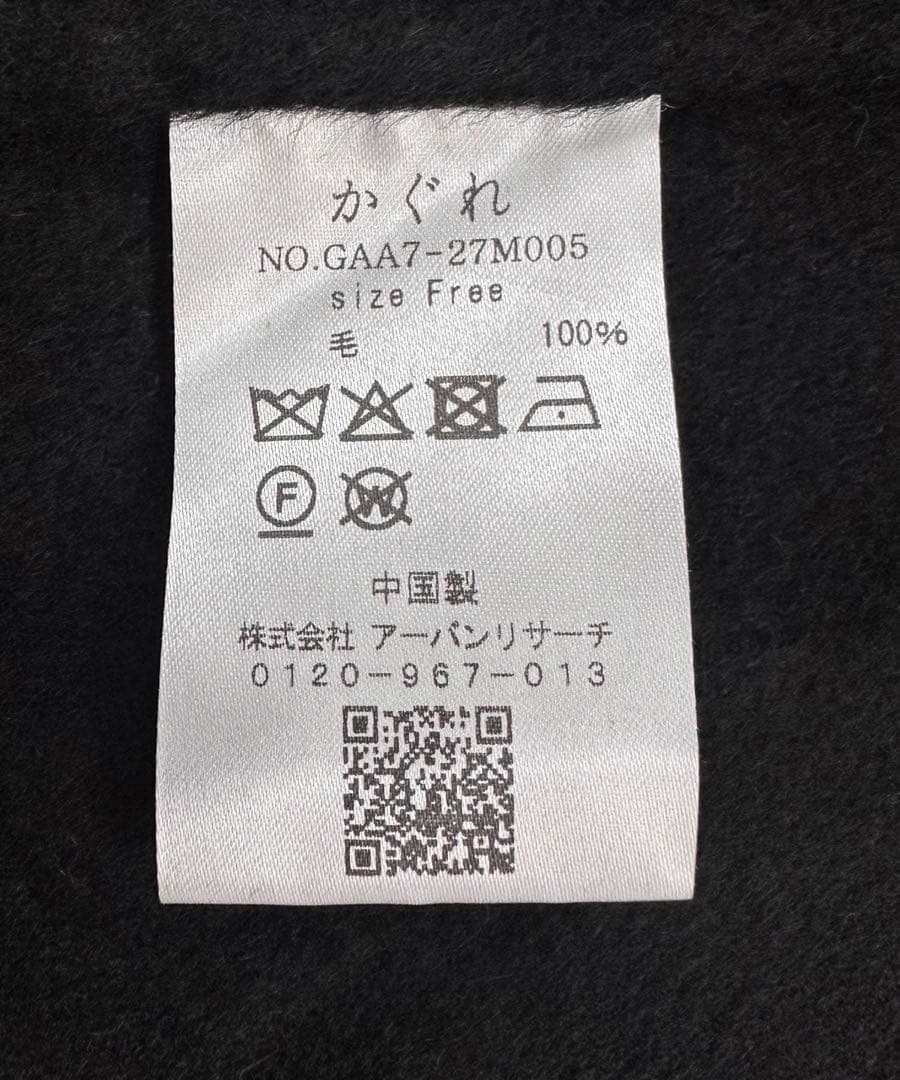 かぐれ
NO.GAA7-27M005
size Free
毛 100%
F W
中国製
株式会社 アーバンリサーチ
0120-967-013